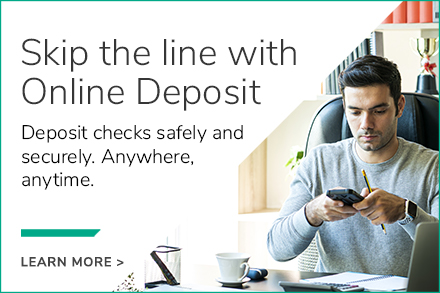 Skip the line with
Online Deposit
Deposit checks safely and
securely. Anywhere,
anytime.
LEARN MORE >